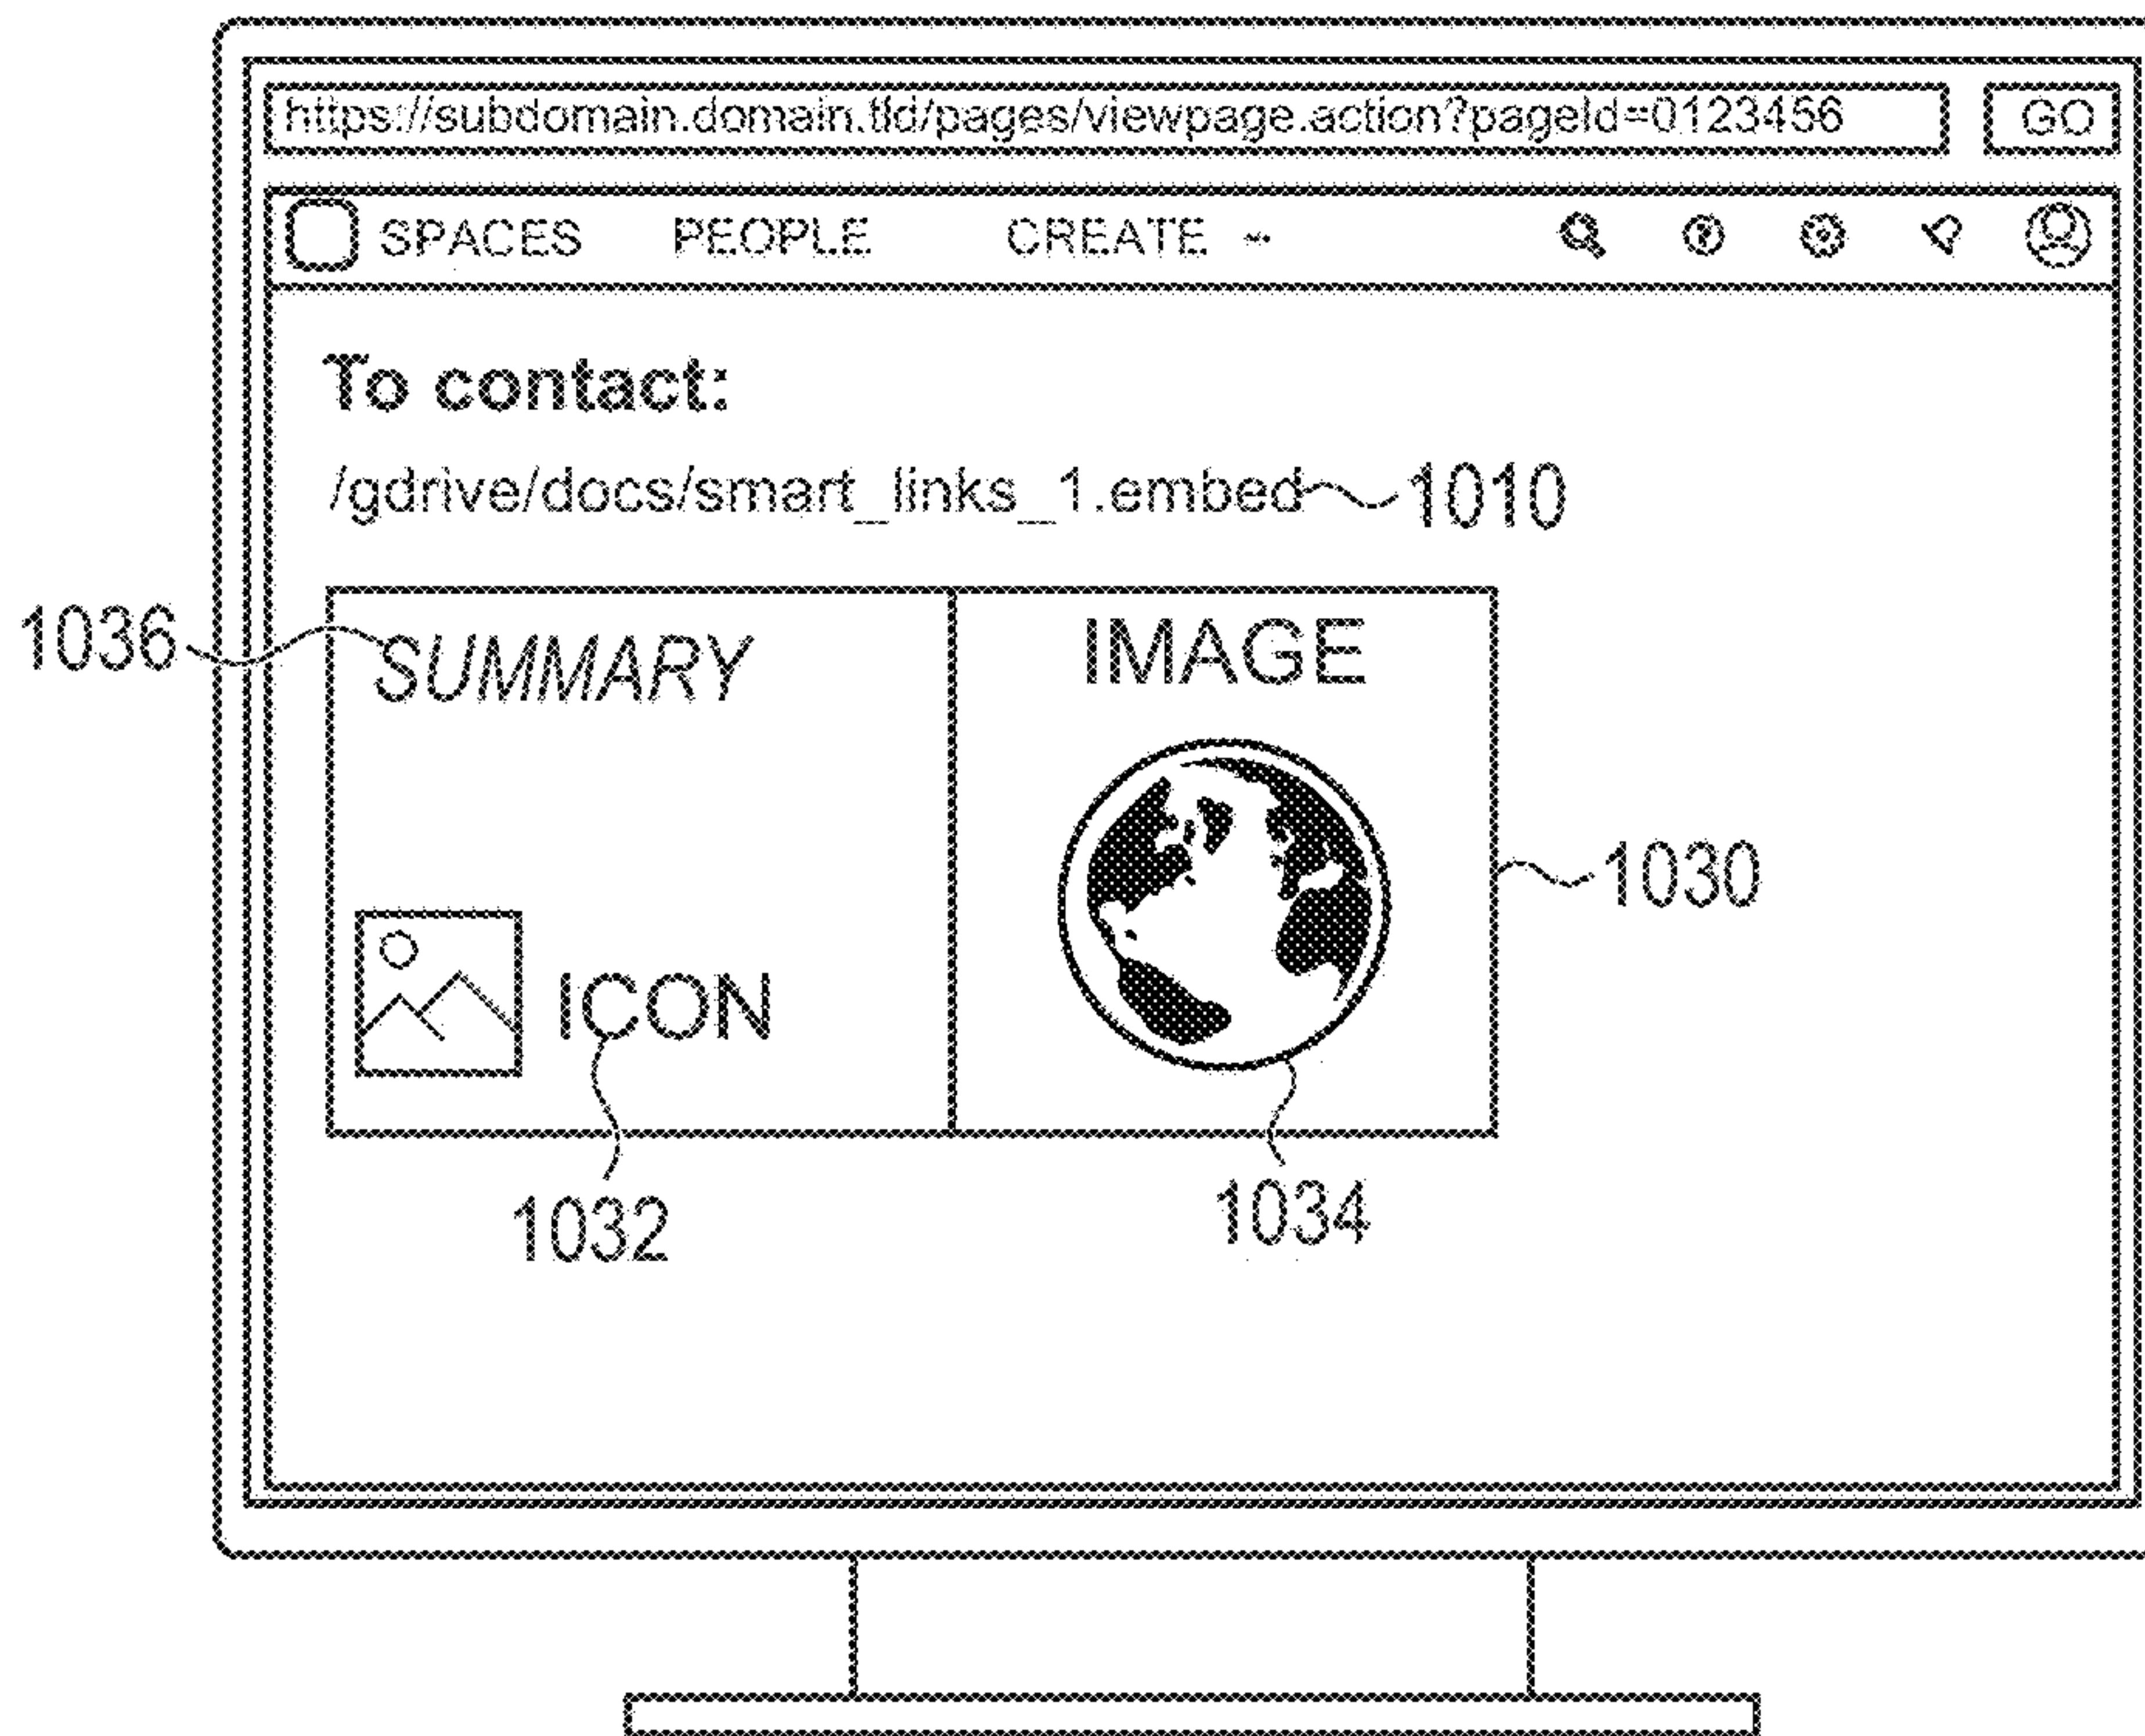 https://subdomain.domain.tld/pages/viewpage.action?pageId=0123456 GO
SPACES PEOPLE CREATE ···
To contact:
/gdrive/docs/smart_links_1.embed 1010
1036 SUMMARY IMAGE
1030
ICON
1032 1034